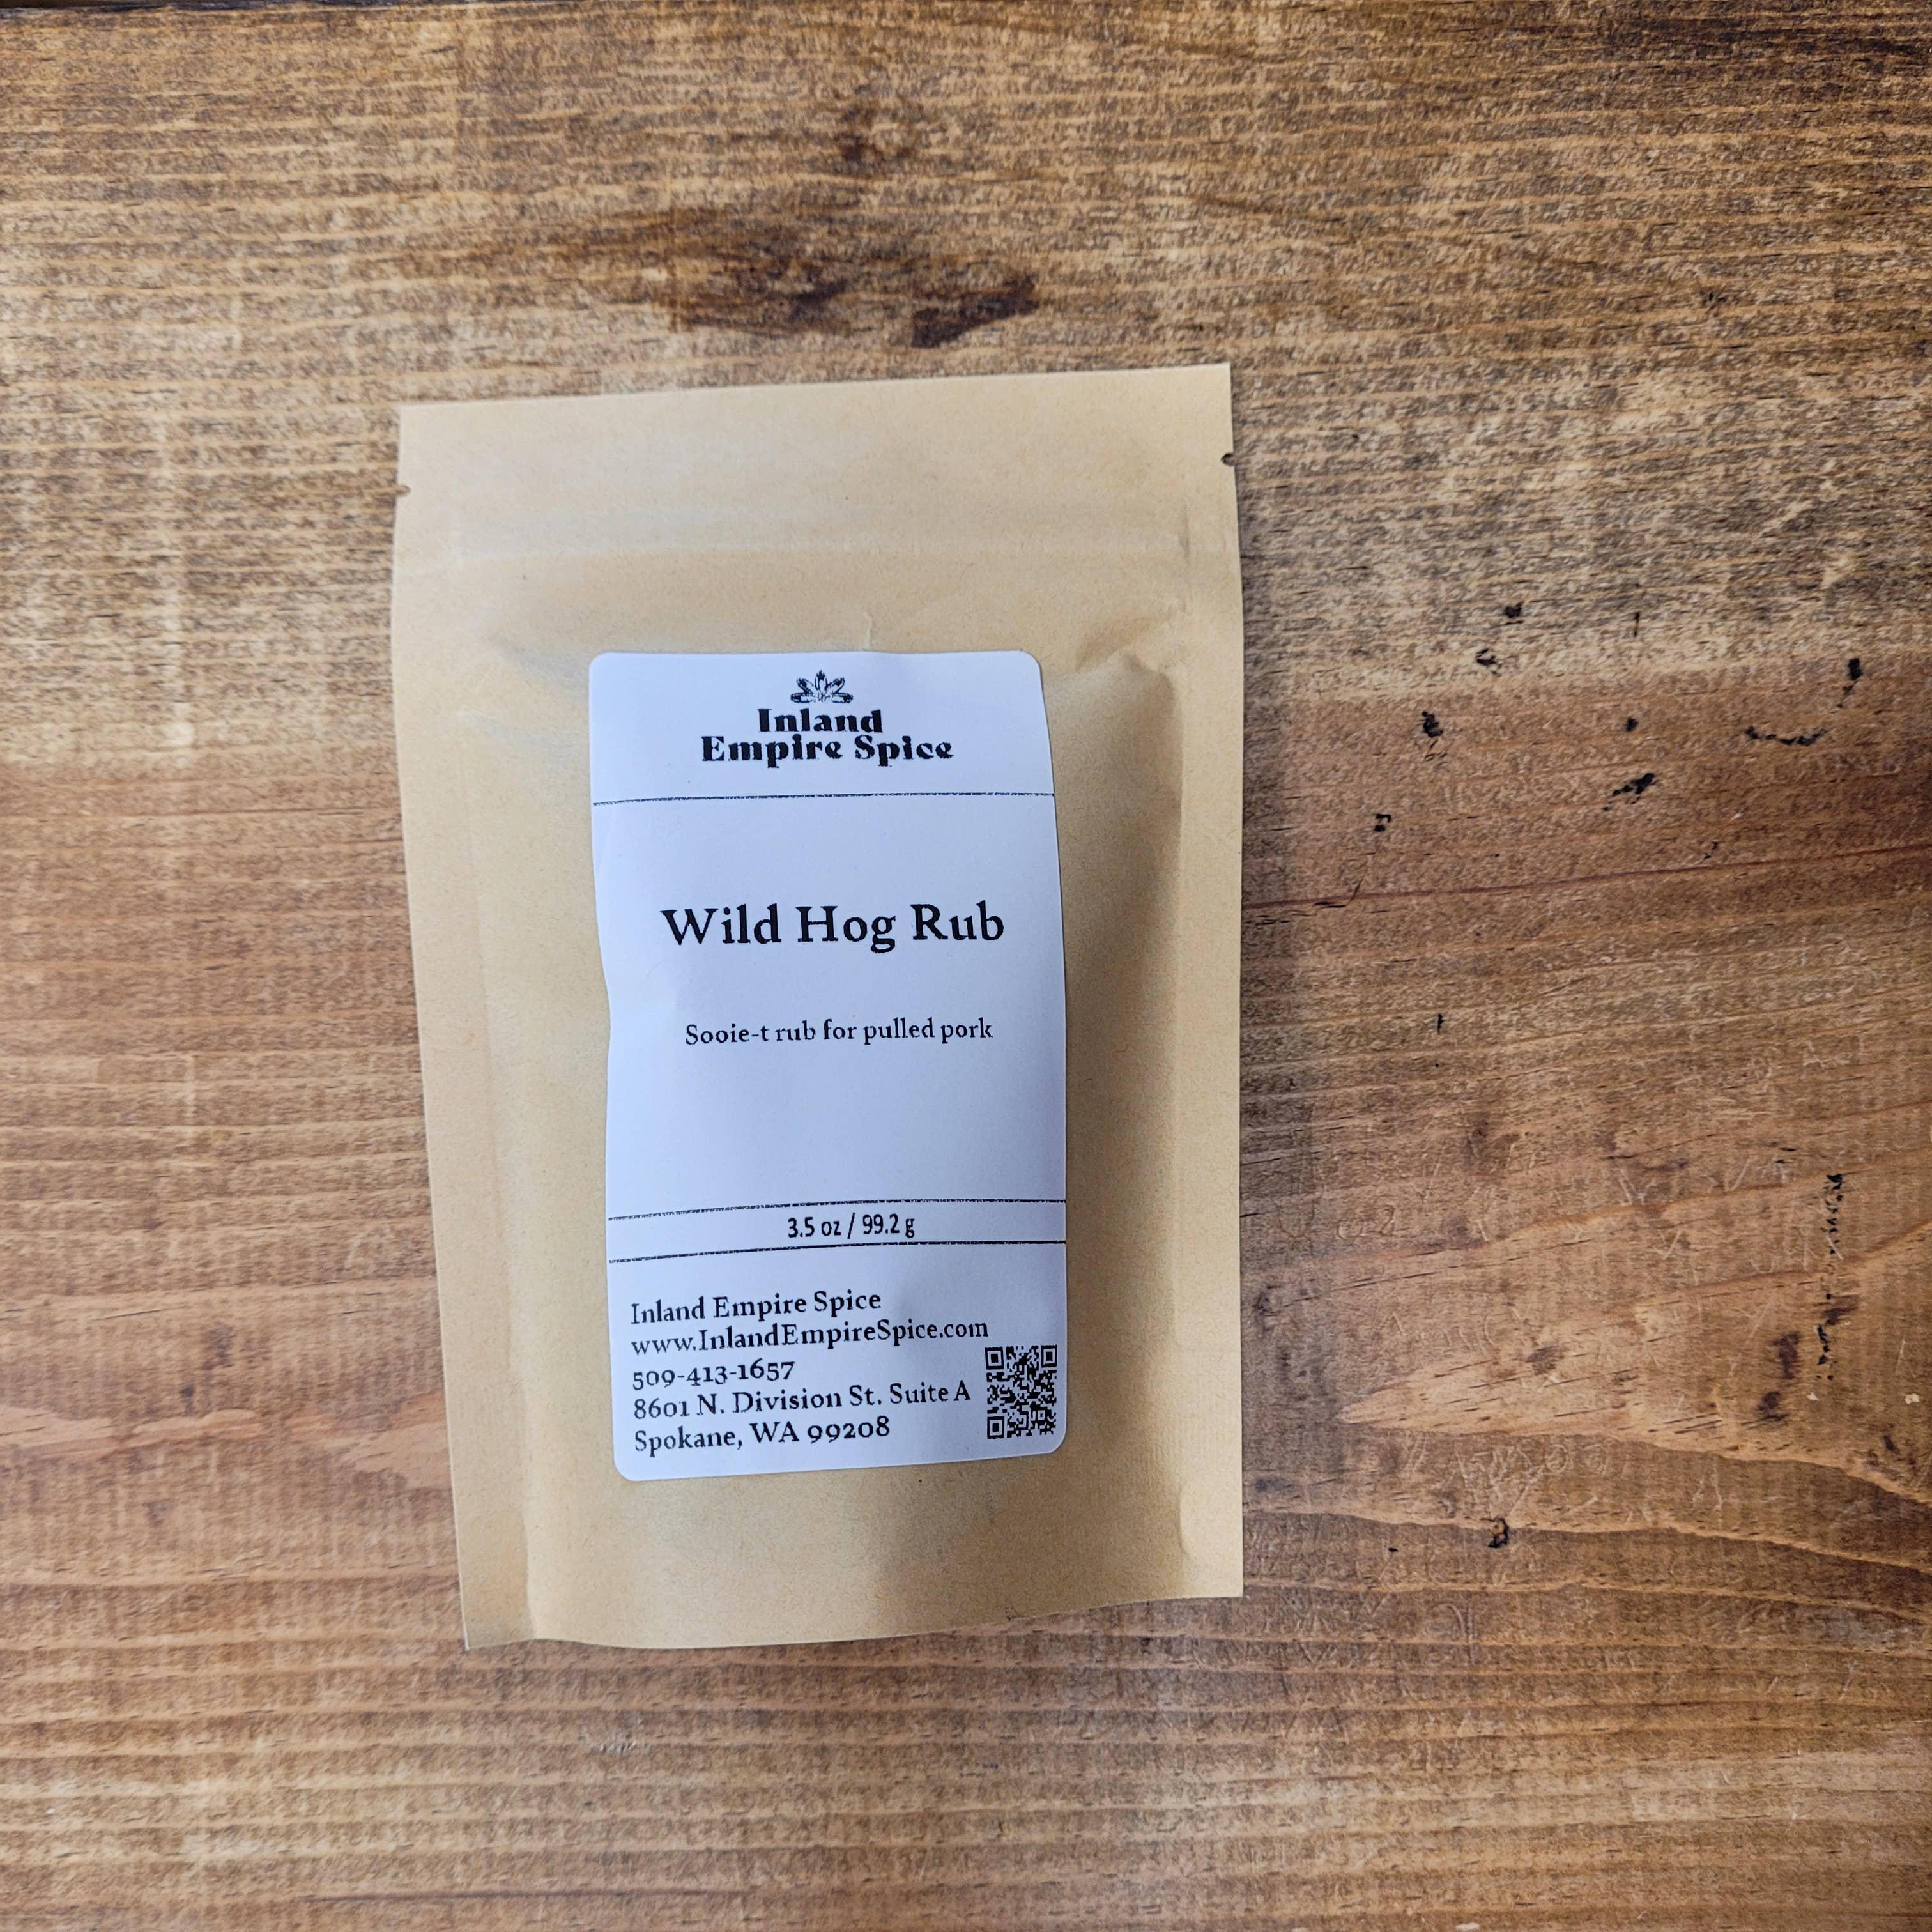 Inland
Empire Spice
Wild Hog Rub
Sooie-t rub for pulled pork
3.5 oz / 99.2 g
Inland Empire Spice
www.InlandEmpireSpice.com
509-413-1657
8601 N. Division St. Suite A
Spokane, WA 99208